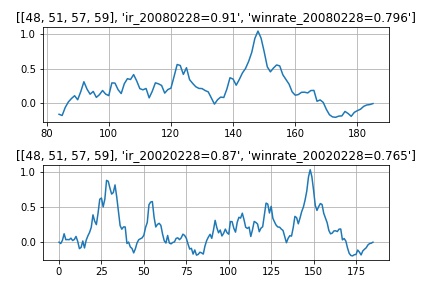 [[48, 51, 57, 59], 'ir_20080228=0.91', 'winrate_20080228=0.796']
1.0
0.5
0.0
80 100 120 140 160 180
[[48, 51, 57, 59], 'ir_20020228=0.87', 'winrate_20020228=0.765']
1.0
0.5
0.0
0 25 50 75 100 125 150 175